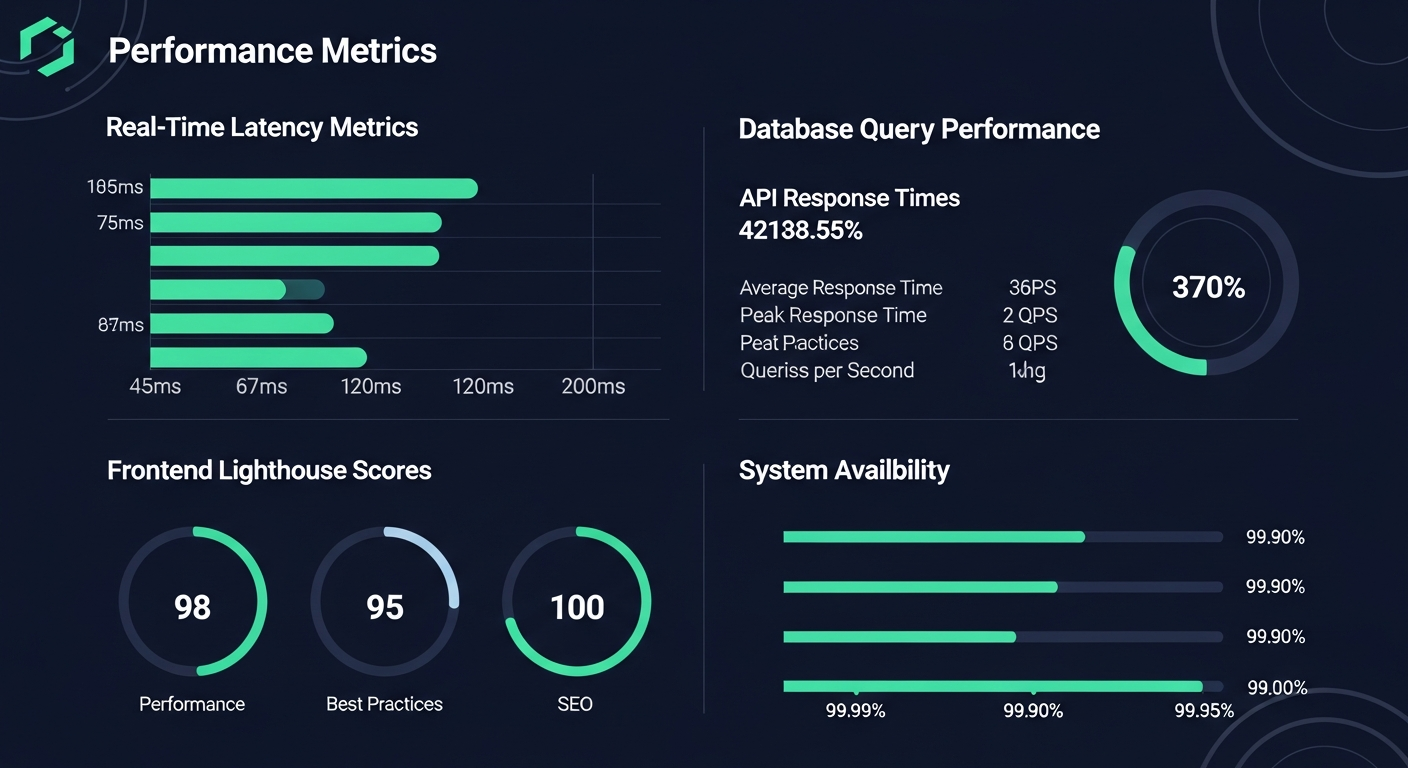 Performance Metrics
Real-Time Latency Metrics
75ms
87ms
45ms 67ms 120ms 120ms 200ms
Database Query Performance
API Response Times
42138.55%
Average Response Time 36PS
Peak Response Time 2 QPS
Peat Practices 6 QPS
Queriss per Second
370%
Frontend Lighthouse Scores
98 95 100
Performance Best Practices SEO
System Availbility
99.90%
99.90%
99.90%
99.00%
99.99% 99.90% 99.95%